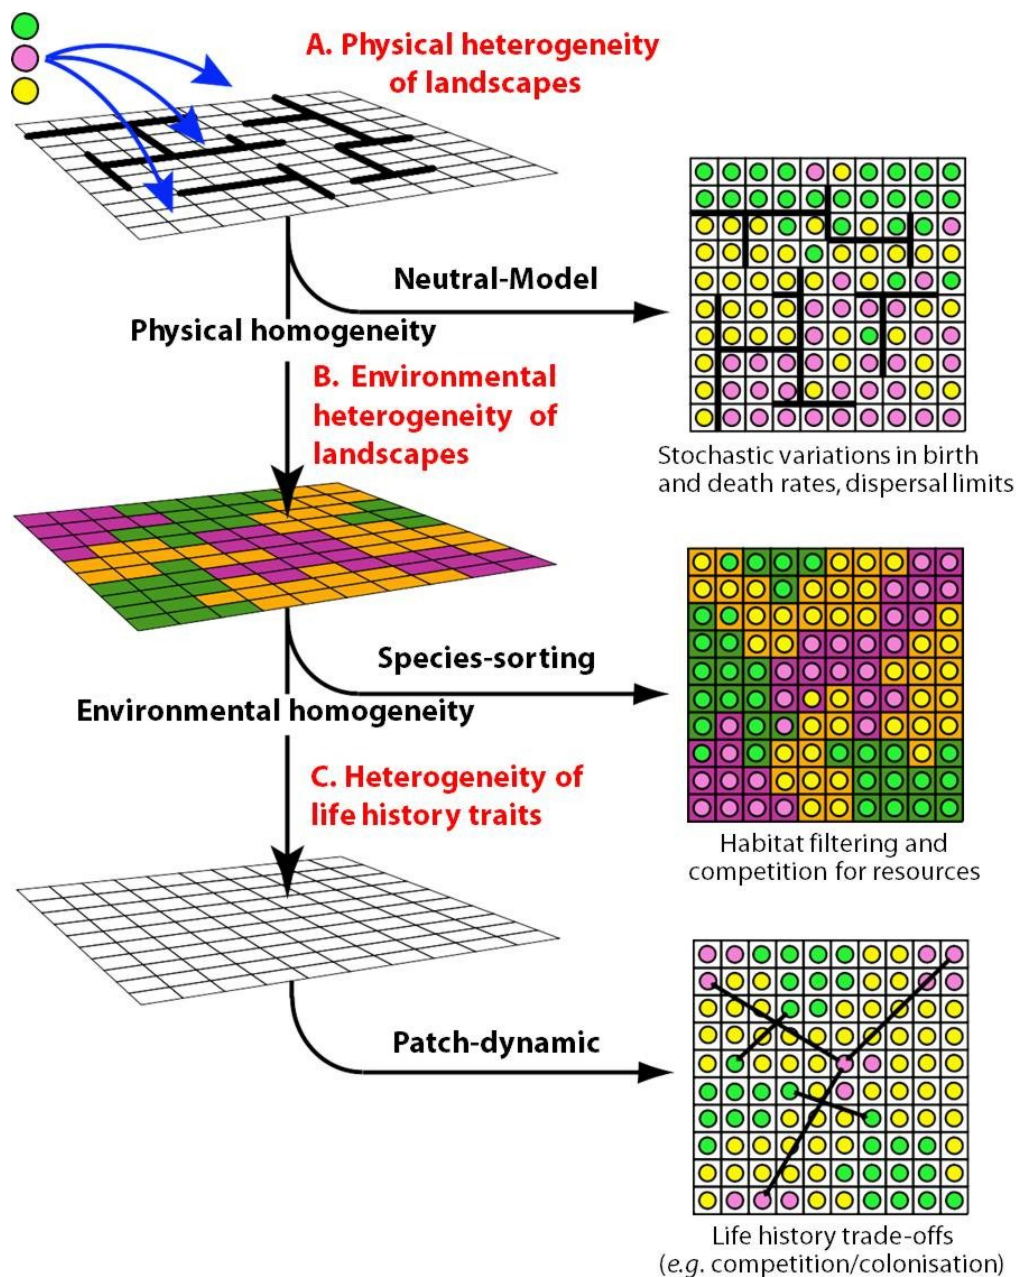 A. Physical heterogeneity
of landscapes
Neutral-Model
Physical homogeneity
Stochastic variations in birth
and death rates, dispersal limits
B. Environmental
heterogeneity of
landscapes
Species-sorting
Environmental homogeneity
Habitat filtering and
competition for resources
C. Heterogeneity of
life history traits
Patch-dynamic
Life history trade-offs
(e.g. competition/colonisation)